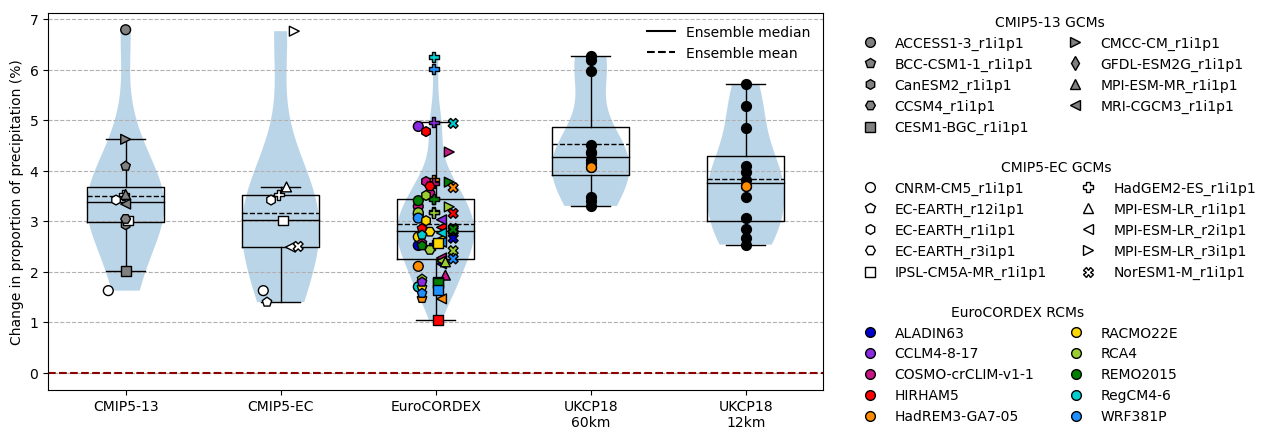 Change in proportion of precipitation (%)
7
6
5
4
3
2
1
0
Ensemble median
Ensemble mean
CMIP5-13
CMIP5-EC
EuroCORDEX
UKCP18
60km
UKCP18
12km
CMIP5-13 GCMs
ACCESS1-3_r1i1p1
BCC-CSM1-1_r1i1p1
CanESM2_r1i1p1
CCSM4_r1i1p1
CESM1-BGC_r1i1p1
CMCC-CM_r1i1p1
GFDL-ESM2G_r1i1p1
MPI-ESM-MR_r1i1p1
MRI-CGCM3_r1i1p1
CMIP5-EC GCMs
CNRM-CM5_r1i1p1
EC-EARTH_r12i1p1
EC-EARTH_r1i1p1
EC-EARTH_r3i1p1
IPSL-CM5A-MR_r1i1p1
HadGEM2-ES_r1i1p1
MPI-ESM-LR_r1i1p1
MPI-ESM-LR_r2i1p1
MPI-ESM-LR_r3i1p1
NorESM1-M_r1i1p1
EuroCORDEX RCMs
ALADIN63
CCLM4-8-17
COSMO-crCLIM-v1-1
HIRHAM5
HadREM3-GA7-05
RACMO22E
RCA4
REMO2015
RegCM4-6
WRF381P